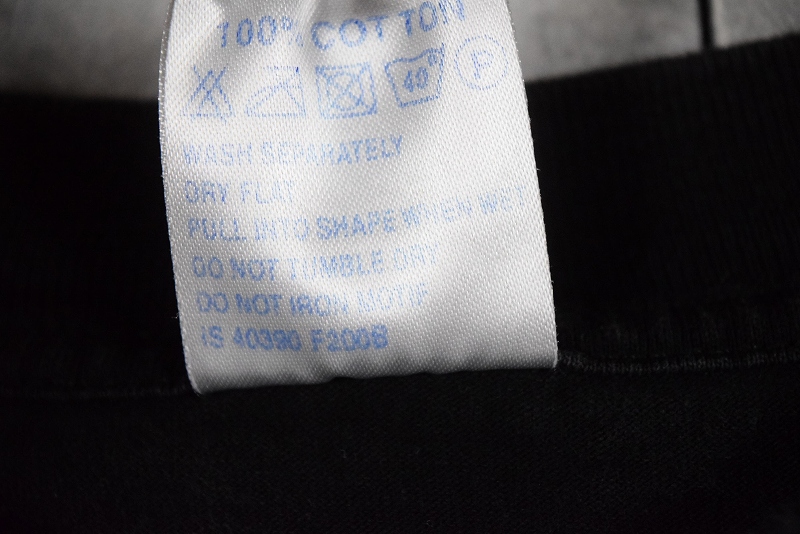 100% COTTON
40° P
WASH SEPARATELY
DRY FLAT
PULL INTO SHAPE WHEN WET
DO NOT TUMBLE DRY
DO NOT IRON MOTIF
IS 40390 F200B